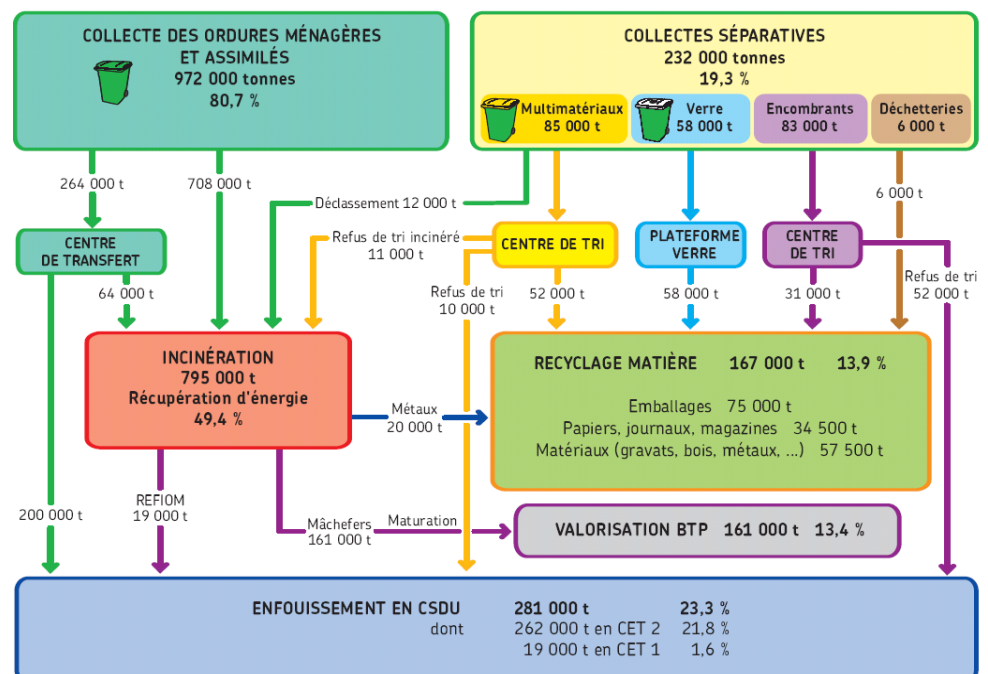 COLLECTE DES ORDURES MÉNAGÈRES
ET ASSIMILÉS
972 000 tonnes
80,7 %
COLLECTES SÉPARATIVES
232 000 tonnes
19,3 %
Multimatériaux
85 000 t
Verre
58 000 t
Encombrants
83 000 t
Déchetteries
6 000 t
264 000 t
708 000 t
Déclassement 12 000 t
6 000 t
CENTRE
DE TRANSFERT
Refus de tri incinéré
11 000 t
CENTRE DE TRI
PLATEFORME
VERRE
CENTRE
DE TRI
64 000 t
Refus de tri
10 000 t
52 000 t
58 000 t
31 000 t
Refus de tri
52 000 t
INCINÉRATION
795 000 t
Récupération d'énergie
49,4 %
Métaux
20 000 t
RECYCLAGE MATIÈRE 167 000 t 13,9 %
Emballages 75 000 t
Papiers, journaux, magazines 34 500 t
Matériaux (gravats, bois, métaux, ...) 57 500 t
200 000 t
REFIOM
19 000 t
Mâchefers
161 000 t
Maturation
VALORISATION BTP 161 000 t 13,4 %
ENFOUISSEMENT EN CSDU 281 000 t 23,3 %
dont 262 000 t en CET 2 21,8 %
19 000 t en CET 1 1,6 %